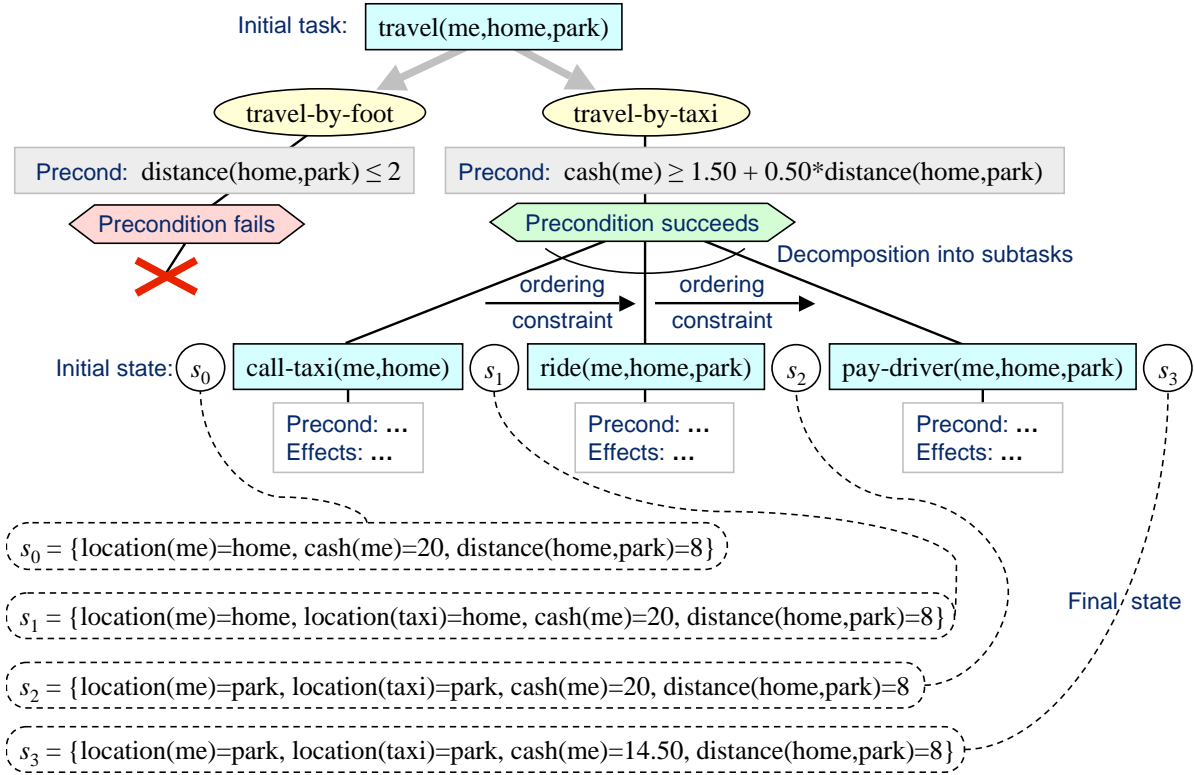 Initial task: travel(me,home,park)
travel-by-foot travel-by-taxi
Precond: distance(home,park) ≤ 2 Precond: cash(me) ≥ 1.50 + 0.50*distance(home,park)
Precondition fails Precondition succeeds
Decomposition into subtasks
ordering ordering
constraint constraint
Initial state: s0 call-taxi(me,home) s1 ride(me,home,park) s2 pay-driver(me,home,park) s3
Precond: … Precond: … Precond: …
Effects: … Effects: … Effects: …
s0 = {location(me)=home, cash(me)=20, distance(home,park)=8}
Final state
s1 = {location(me)=home, location(taxi)=home, cash(me)=20, distance(home,park)=8}
s2 = {location(me)=park, location(taxi)=park, cash(me)=20, distance(home,park)=8
s3 = {location(me)=park, location(taxi)=park, cash(me)=14.50, distance(home,park)=8}